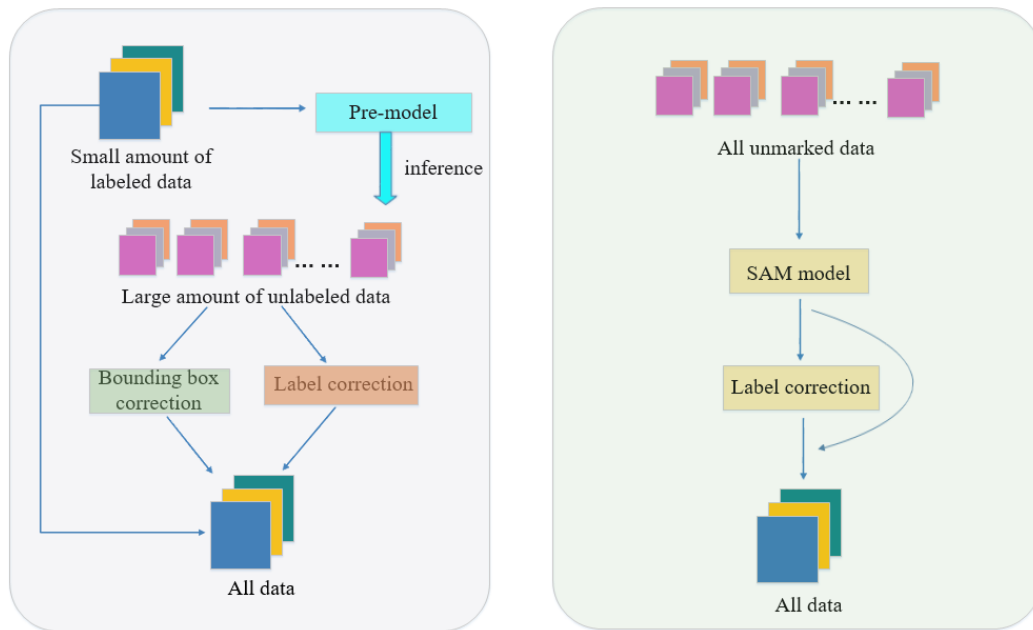 Pre-model
Small amount of
labeled data
inference
... ...
Large amount of unlabeled data
Bounding box
correction
Label correction
All data
... ...
All unmarked data
SAM model
Label correction
All data